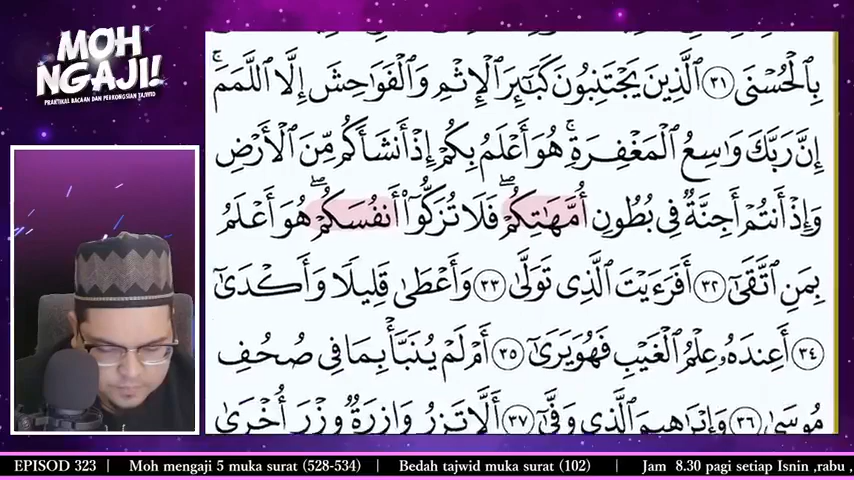 MOH
NGAJI!
PRAKTIKAL BACAAN DAN PERKONGSIAN TAJWID
بِٱلْحُسْنَى ٣١ ٱلَّذِينَ يَجْتَنِبُونَ كَبَٰٓئِرَ ٱلْإِثْمِ وَٱلْفَوَٰحِشَ إِلَّا ٱللَّمَمَ ۚ
إِنَّ رَبَّكَ وَٰسِعُ ٱلْمَغْفِرَةِ ۚ هُوَ أَعْلَمُ بِكُمْ إِذْ أَنشَأَكُم مِّنَ ٱلْأَرْضِ
وَإِذْ أَنتُمْ أَجِنَّةٌ فِى بُطُونِ أُمَّهَٰتِكُمْ ۖ فَلَا تُزَكُّوٓا۟ أَنفُسَكُمْ ۖ هُوَ أَعْلَمُ
بِمَنِ ٱتَّقَىٰٓ ٣٢ أَفَرَءَيْتَ ٱلَّذِى تَوَلَّىٰ ٣٣ وَأَعْطَىٰ قَلِيلًا وَأَكْدَىٰٓ
٣٤ أَعِندَهُۥ عِلْمُ ٱلْغَيْبِ فَهُوَ يَرَىٰٓ ٣٥ أَمْ لَمْ يُنَبَّأْ بِمَا فِى صُحُفِ
مُوسَىٰ ٣٦ وَإِبْرَٰهِيمَ ٱلَّذِى وَفَّىٰٓ ٣٧ أَلَّا تَزِرُ وَازِرَةٌ وِزْرَ أُخْرَىٰ
EPISOD 323 | Moh mengaji 5 muka surat (528-534) | Bedah tajwid muka surat (102) | Jam 8.30 pagi setiap Isnin ,rabu ,